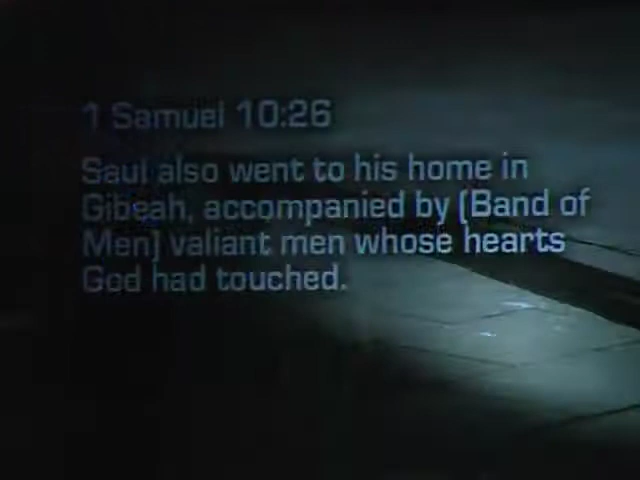 1 Samuel 10:26
Saul also went to his home in
Gibeah, accompanied by (Band of
Men) valiant men whose hearts
God had touched.